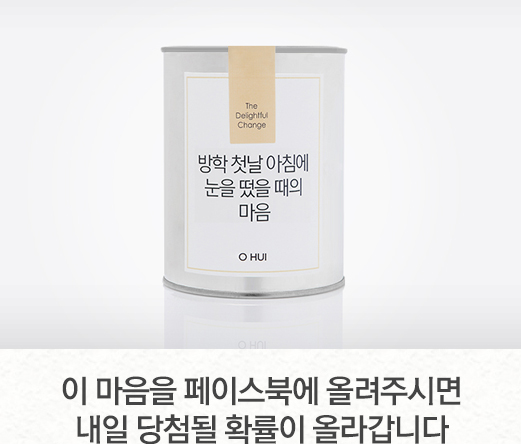 The
Delightful
Change
방학 첫날 아침에
눈을 떴을 때의
마음
O HUI
이 마음을 페이스북에 올려주시면
내일 당첨될 확률이 올라갑니다